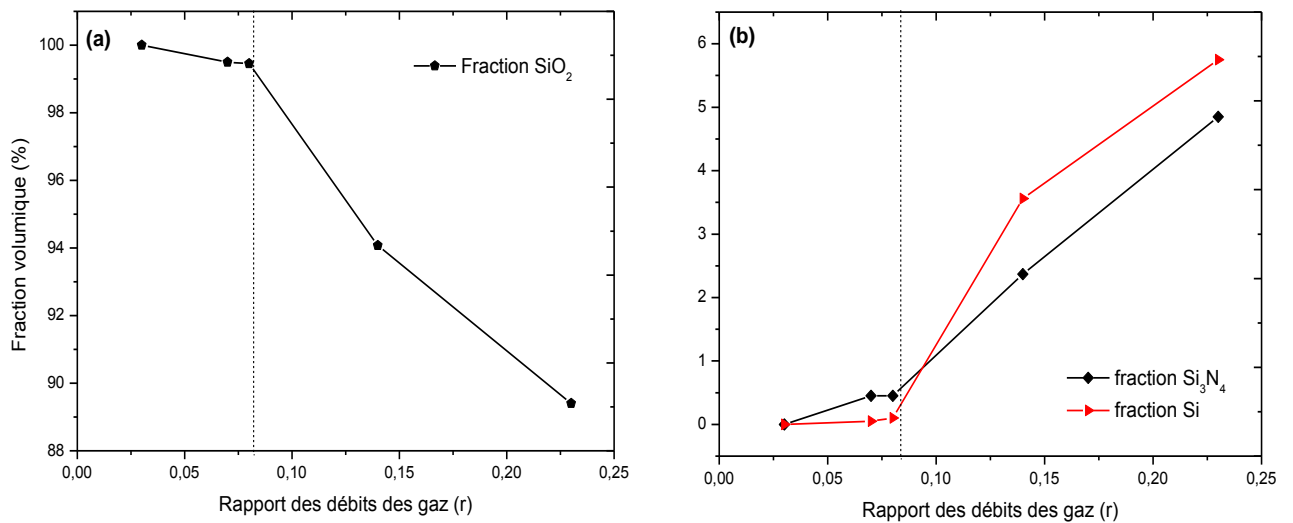 (a)
Fraction SiO2
Fraction volumique (%)
100
98
96
94
92
90
88
0,00 0,05 0,10 0,15 0,20 0,25
Rapport des débits des gaz (r)
(b)
6
5
4
3
2
1
0
fraction Si3N4
fraction Si
0,00 0,05 0,10 0,15 0,20 0,25
Rapport des débits des gaz (r)